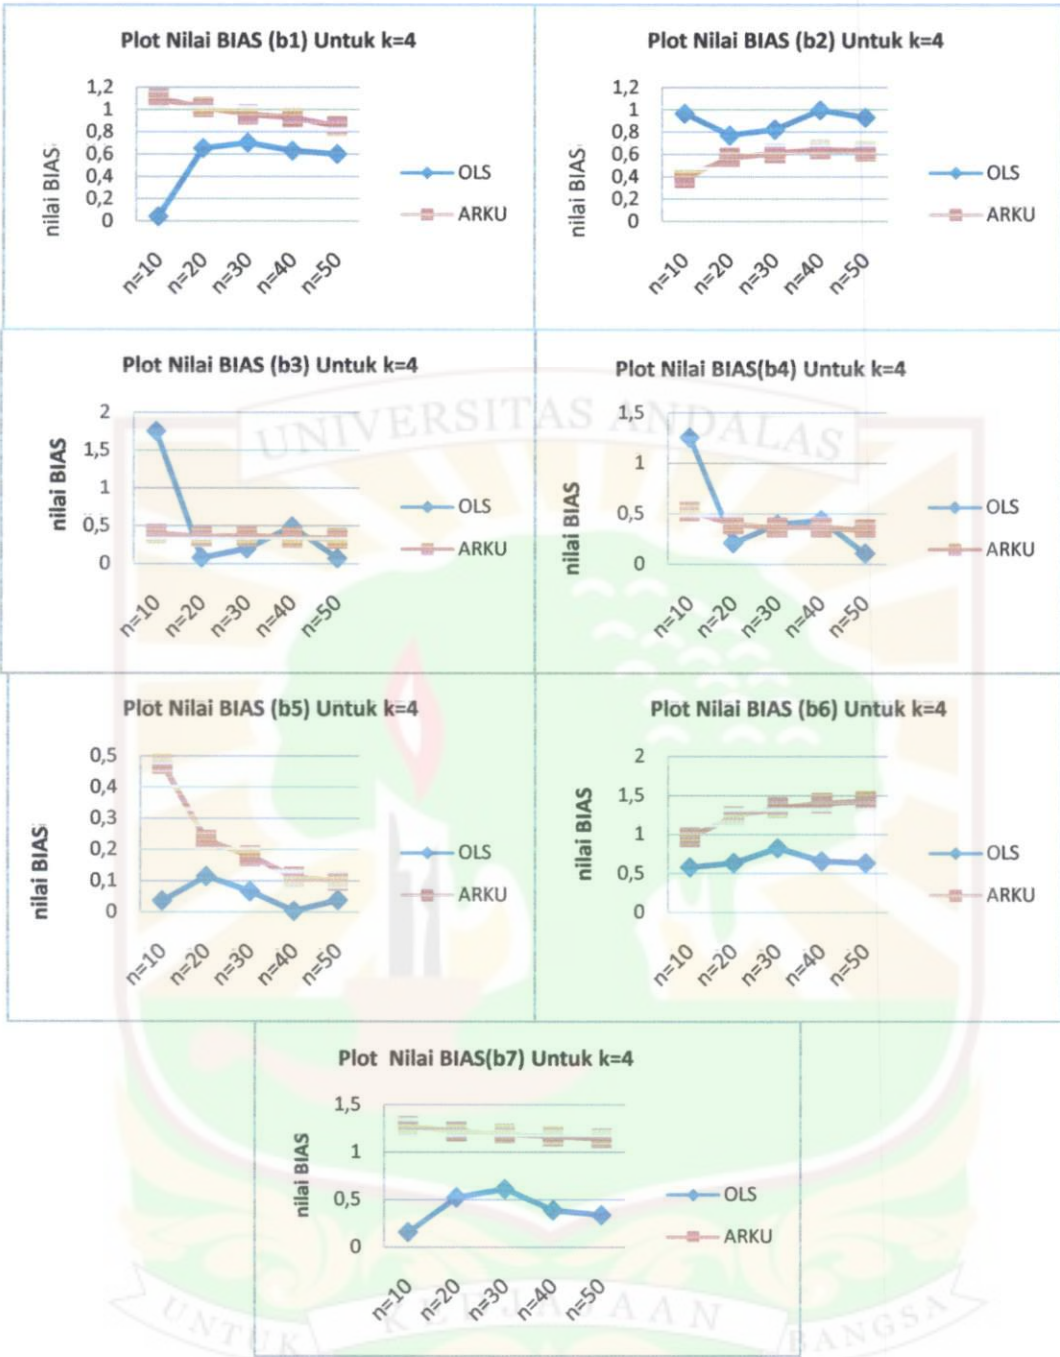 Plot Nilai BIAS (b1) Untuk k=4
1,2
1
0,8
0,6
0,4
0,2
0
nilai BIAS
n=10
n=20
n=30
n=40
n=50
OLS
ARKU
Plot Nilai BIAS (b2) Untuk k=4
1,2
1
0,8
0,6
0,4
0,2
0
nilai BIAS
n=10
n=20
n=30
n=40
n=50
OLS
ARKU
Plot Nilai BIAS (b3) Untuk k=4
2
1,5
1
0,5
0
nilai BIAS
n=10
n=20
n=30
n=40
n=50
OLS
ARKU
Plot Nilai BIAS(b4) Untuk k=4
1,5
1
0,5
0
nilai BIAS
n=10
n=20
n=30
n=40
n=50
OLS
ARKU
UNIVERSITAS ANDALAS
Plot Nilai BIAS (b5) Untuk k=4
0,5
0,4
0,3
0,2
0,1
0
nilai BIAS
n=10
n=20
n=30
n=40
n=50
OLS
ARKU
Plot Nilai BIAS (b6) Untuk k=4
2
1,5
1
0,5
0
nilai BIAS
n=10
n=20
n=30
n=40
n=50
OLS
ARKU
Plot Nilai BIAS(b7) Untuk k=4
1,5
1
0,5
0
nilai BIAS
n=10
n=20
n=30
n=40
n=50
OLS
ARKU
UNTUK KEDJAJAAN BANGSA